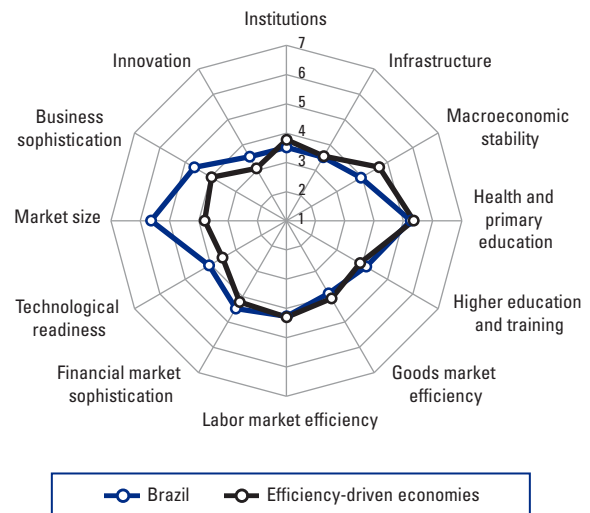 Institutions
7
6
5
4
3
2
1
Infrastructure
Macroeconomic
stability
Health and
primary
education
Higher education
and training
Goods market
efficiency
Labor market efficiency
Financial market
sophistication
Technological
readiness
Market size
Business
sophistication
Innovation
Brazil
Efficiency-driven economies